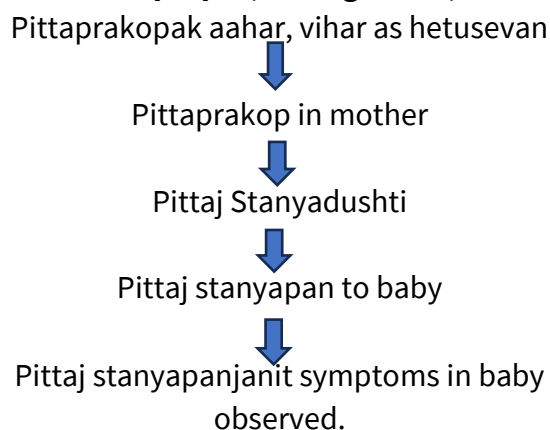 Pittaprakopak aahar, vihar as hetusevan
Pittaprakop in mother
Pittaj Stanyadushti
Pittaj stanyapan to baby
Pittaj stanyapanjanit symptoms in baby
observed.